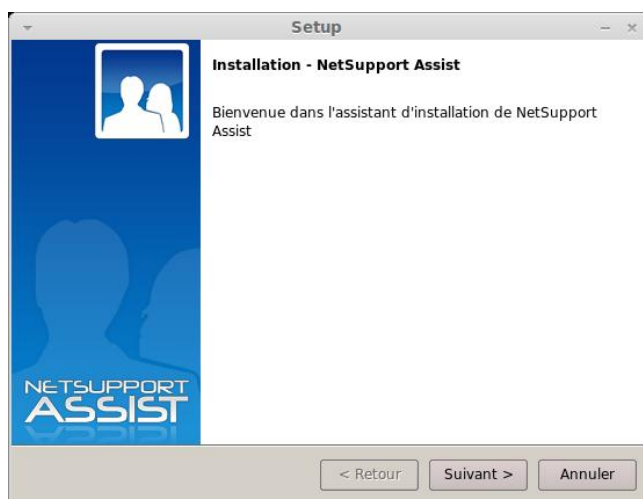 Setup
Installation - NetSupport Assist
Bienvenue dans l'assistant d'installation de NetSupport
Assist
NETSUPPORT
ASSIST
< Retour
Suivant >
Annuler